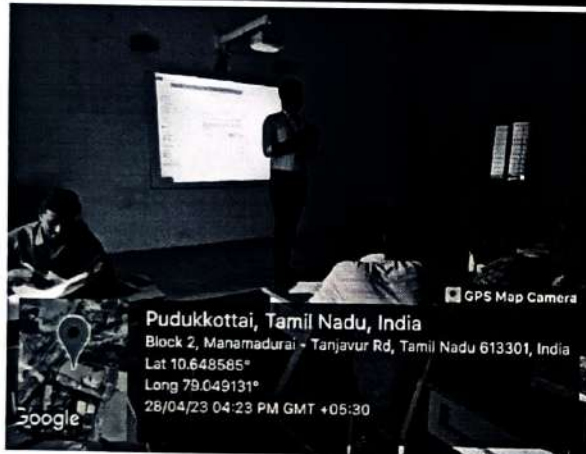 GPS Map Camera
Pudukkottai, Tamil Nadu, India
Block 2, Manamadurai - Tanjavur Rd, Tamil Nadu 613301, India
Lat 10.648585°
Long 79.049131°
28/04/23 04:23 PM GMT +05:30
Google